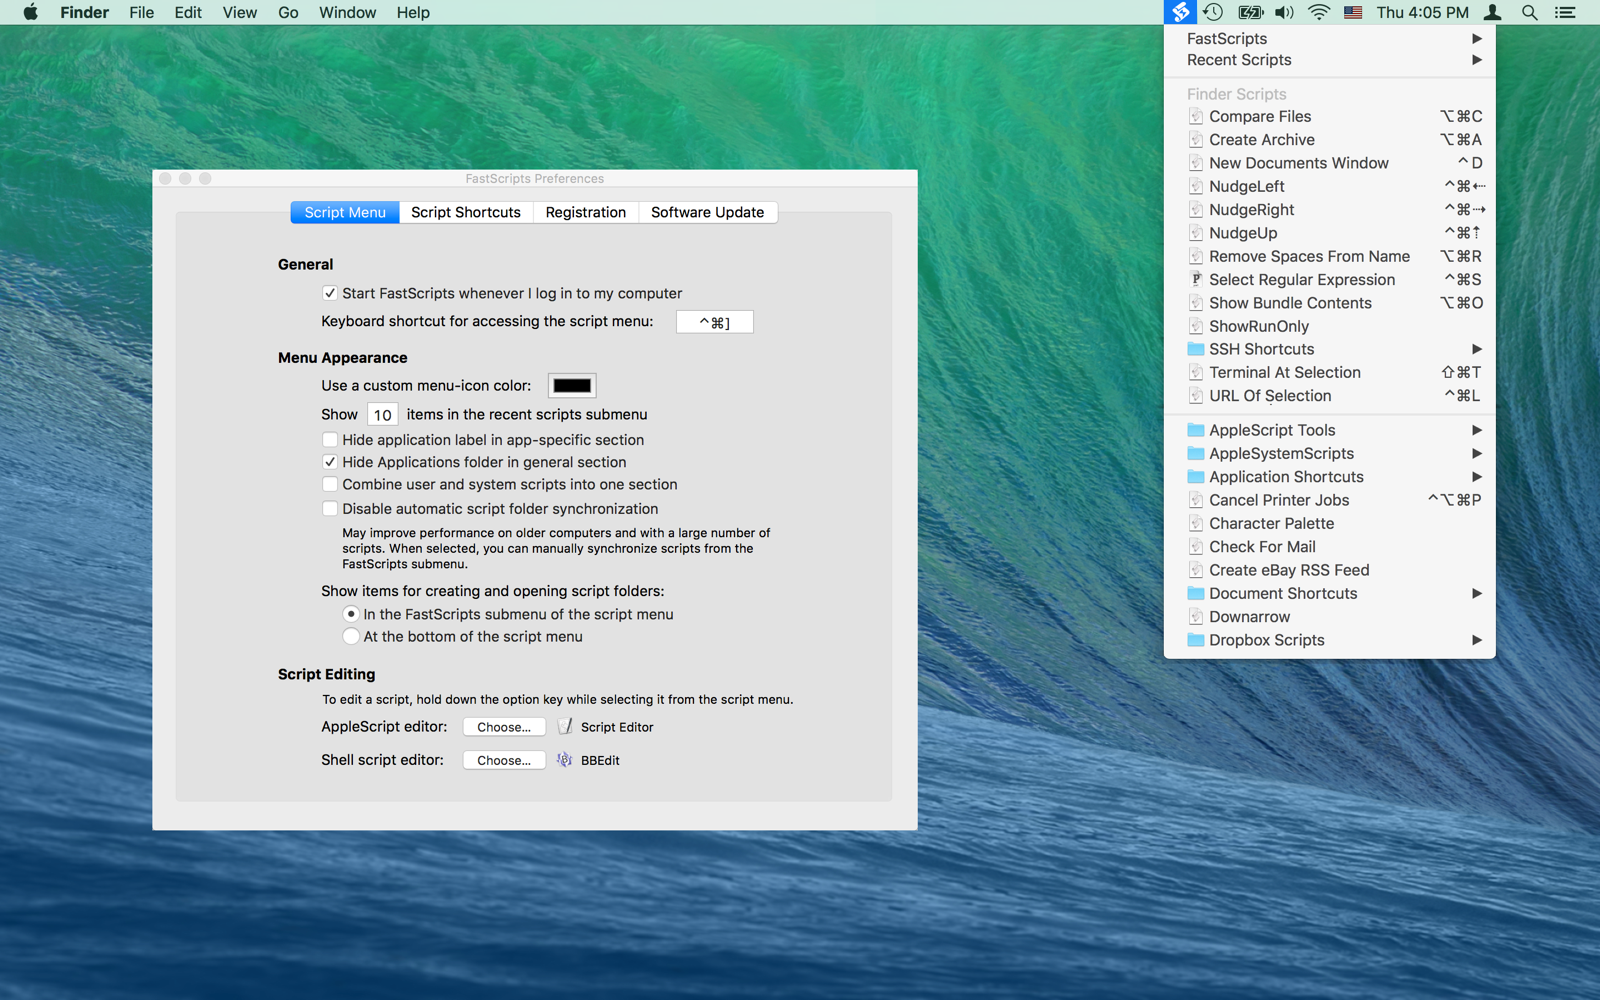 Finder File Edit View Go Window Help
Thu 4:05 PM
FastScripts
Recent Scripts
Finder Scripts
Compare Files ⌥⌘C
Create Archive ⌥⌘A
New Documents Window ^D
NudgeLeft ^⌘⇠
NudgeRight ^⌘⇢
NudgeUp ^⌘⇡
Remove Spaces From Name ⌥⌘R
Select Regular Expression ^⌘S
Show Bundle Contents ⌥⌘O
ShowRunOnly
SSH Shortcuts
Terminal At Selection ⇧⌘T
URL Of Selection ^⌘L
AppleScript Tools
AppleSystemScripts
Application Shortcuts
Cancel Printer Jobs ^⌥⌘P
Character Palette
Check For Mail
Create eBay RSS Feed
Document Shortcuts
Downarrow
Dropbox Scripts
FastScripts Preferences
Script Menu Script Shortcuts Registration Software Update
General
Start FastScripts whenever I log in to my computer
Keyboard shortcut for accessing the script menu: ^⌘]
Menu Appearance
Use a custom menu-icon color:
Show 10 items in the recent scripts submenu
Hide application label in app-specific section
Hide Applications folder in general section
Combine user and system scripts into one section
Disable automatic script folder synchronization
May improve performance on older computers and with a large number of
scripts. When selected, you can manually synchronize scripts from the
FastScripts submenu.
Show items for creating and opening script folders:
In the FastScripts submenu of the script menu
At the bottom of the script menu
Script Editing
To edit a script, hold down the option key while selecting it from the script menu.
AppleScript editor: Choose... Script Editor
Shell script editor: Choose... BBEdit